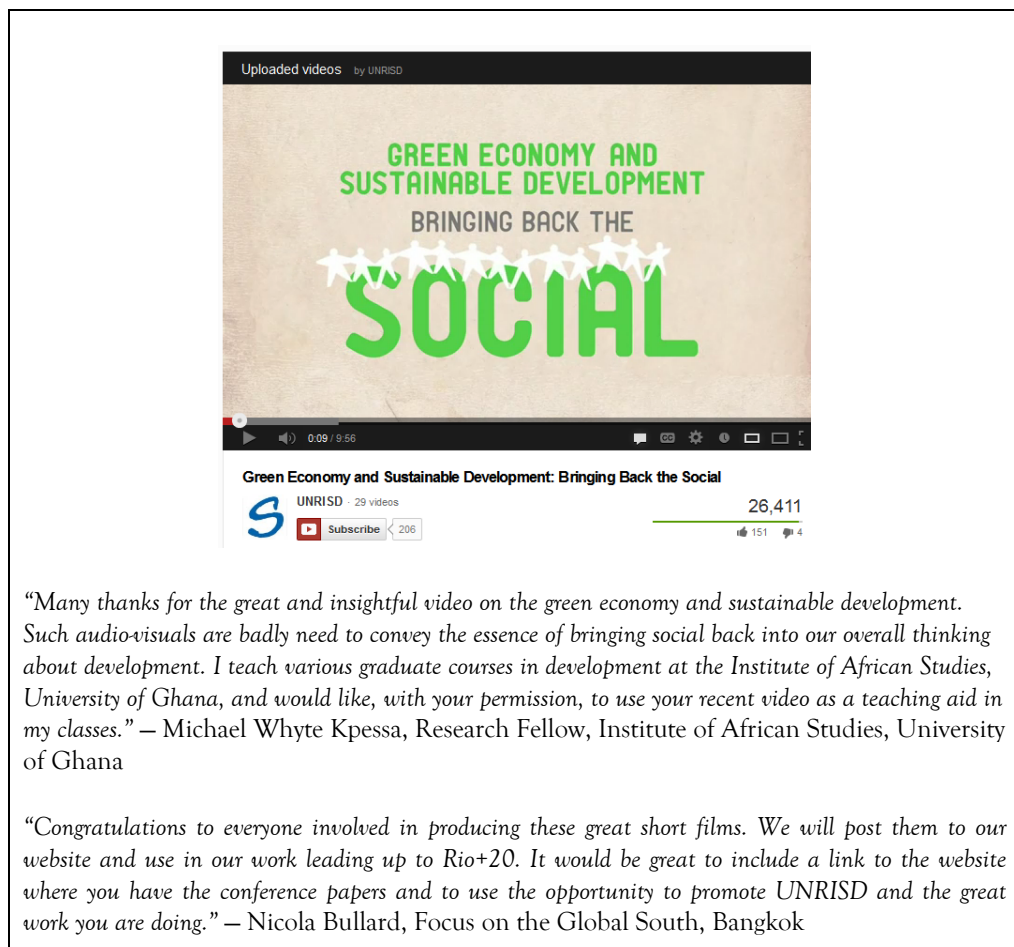 Uploaded videos by UNRISD
GREEN ECONOMY AND
SUSTAINABLE DEVELOPMENT
BRINGING BACK THE
SOCIAL
0:09 / 9:56
CC
Green Economy and Sustainable Development: Bringing Back the Social
UNRISD · 29 videos
26,411
Subscribe 206
151 4
“Many thanks for the great and insightful video on the green economy and sustainable development.
Such audio-visuals are badly need to convey the essence of bringing social back into our overall thinking
about development. I teach various graduate courses in development at the Institute of African Studies,
University of Ghana, and would like, with your permission, to use your recent video as a teaching aid in
my classes.” — Michael Whyte Kpessa, Research Fellow, Institute of African Studies, University
of Ghana
“Congratulations to everyone involved in producing these great short films. We will post them to our
website and use in our work leading up to Rio+20. It would be great to include a link to the website
where you have the conference papers and to use the opportunity to promote UNRISD and the great
work you are doing.” — Nicola Bullard, Focus on the Global South, Bangkok